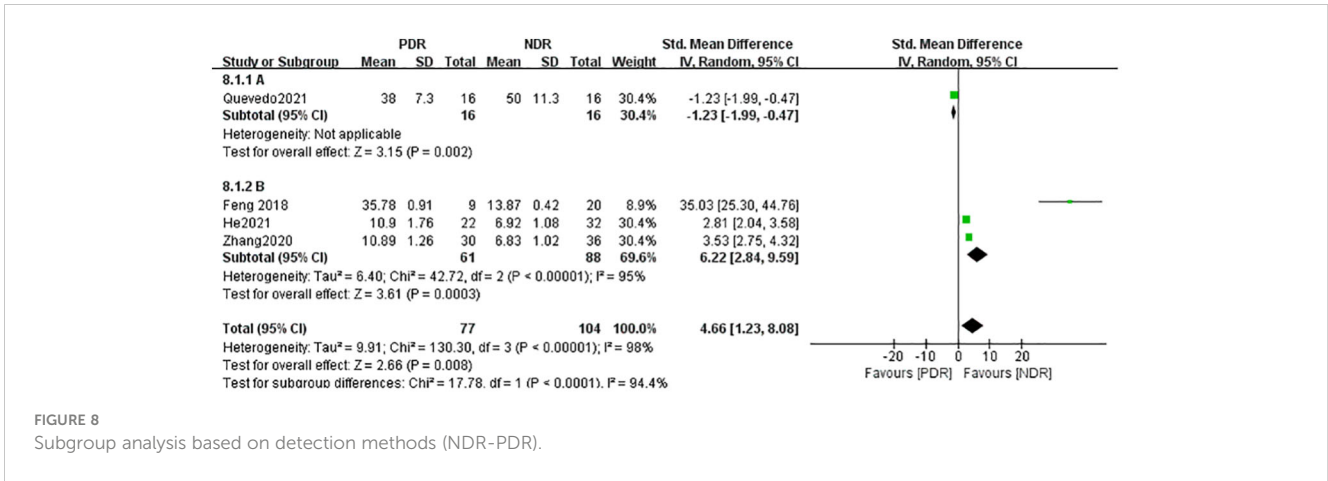 PDR NDR Std. Mean Difference Std. Mean Difference
Study or Subgroup Mean SD Total Mean SD Total Weight IV, Random, 95% CI IV, Random, 95% CI
8.1.1 A
Quevedo2021 38 7.3 16 50 11.3 16 30.4% -1.23 [-1.99, -0.47]
Subtotal (95% CI) 16 16 30.4% -1.23 [-1.99, -0.47]
Heterogeneity: Not applicable
Test for overall effect: Z = 3.15 (P = 0.002)
8.1.2 B
Feng 2018 35.78 0.91 9 13.87 0.42 20 8.9% 35.03 [25.30, 44.76]
He2021 10.9 1.76 22 6.92 1.08 32 30.4% 2.81 [2.04, 3.58]
Zhang2020 10.89 1.26 30 6.83 1.02 36 30.4% 3.53 [2.75, 4.32]
Subtotal (95% CI) 61 88 69.6% 6.22 [2.84, 9.59]
Heterogeneity: Tau² = 6.40; Chi² = 42.72, df = 2 (P < 0.00001); I² = 95%
Test for overall effect: Z = 3.61 (P = 0.0003)
Total (95% CI) 77 104 100.0% 4.66 [1.23, 8.08]
Heterogeneity: Tau² = 9.91; Chi² = 130.30, df = 3 (P < 0.00001); I² = 98%
Test for overall effect: Z = 2.66 (P = 0.008)
Test for subgroup differences: Chi² = 17.78. df = 1 (P < 0.0001). I² = 94.4%
-20 -10 0 10 20
Favours [PDR] Favours [NDR]
FIGURE 8
Subgroup analysis based on detection methods (NDR-PDR).